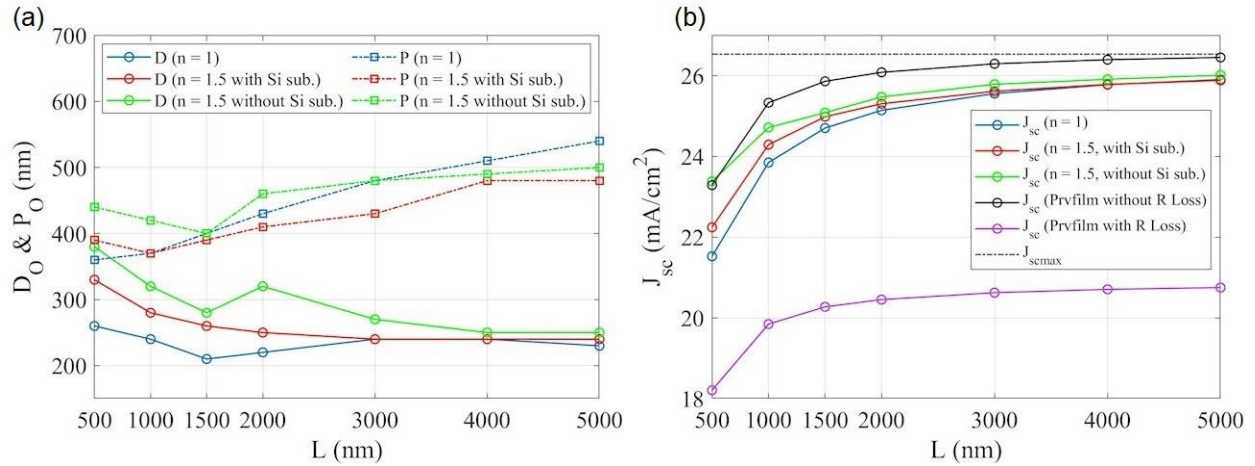 (a)
700
600
500
400
300
200
D (n = 1)
D (n = 1.5 with Si sub.)
D (n = 1.5 without Si sub.)
P (n = 1)
P (n = 1.5 with Si sub.)
P (n = 1.5 without Si sub.)
D_O & P_O (nm)
500 1000 1500 2000 3000 4000 5000
L (nm)
(b)
26
24
22
20
18
J_sc (n = 1)
J_sc (n = 1.5, with Si sub.)
J_sc (n = 1.5, without Si sub.)
J_sc (Prvfilm without R Loss)
J_sc (Prvfilm with R Loss)
J_scmax
J_sc (mA/cm²)
500 1000 1500 2000 3000 4000 5000
L (nm)